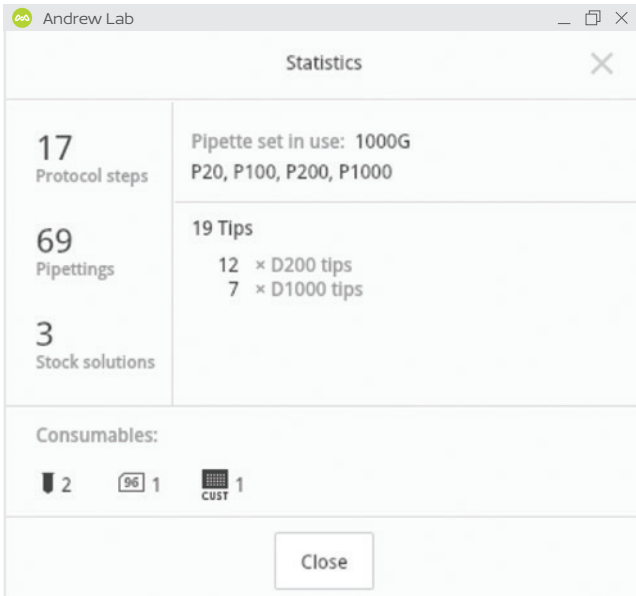 Andrew Lab
Statistics
17
Protocol steps
69
Pipettings
3
Stock solutions
Pipette set in use: 1000G
P20, P100, P200, P1000
19 Tips
12 × D200 tips
7 × D1000 tips
Consumables:
2
96 1
CUST 1
Close